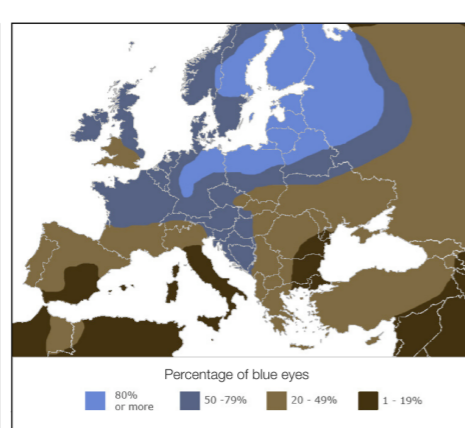 Percentage of blue eyes
80%
or more
50 -79%
20 - 49%
1 - 19%